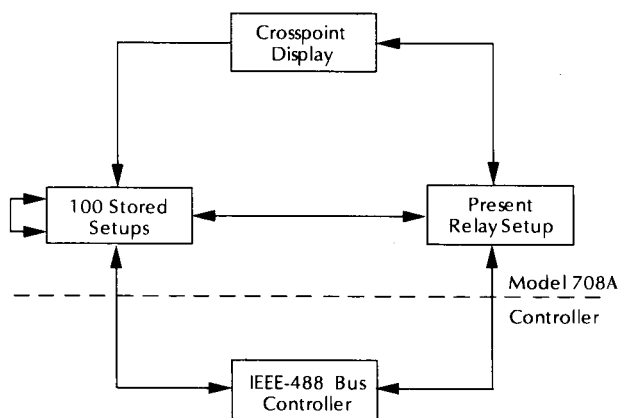 Crosspoint
Display
100 Stored
Setups
Present
Relay Setup
Model 708A
Controller
IEEE-488 Bus
Controller